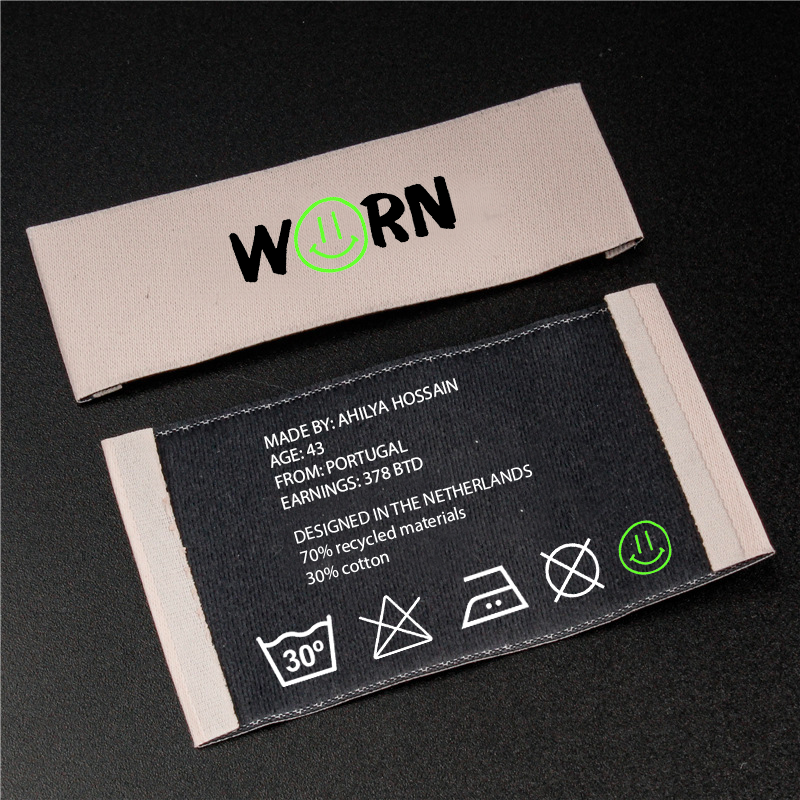 WORN
MADE BY: AHILYA HOSSAIN
AGE: 43
FROM: PORTUGAL
EARNINGS: 378 BTD
DESIGNED IN THE NETHERLANDS
70% recycled materials
30% cotton
30º